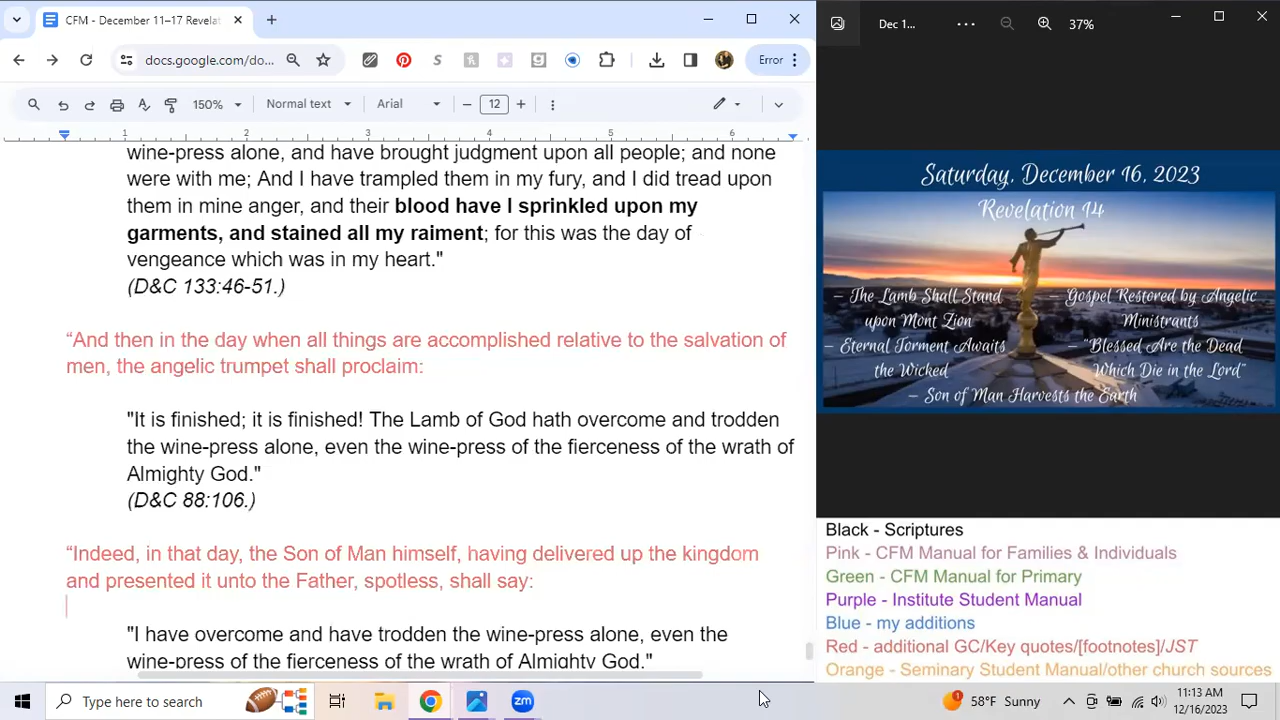 CFM - December 11–17 Revelat
docs.google.com/do...
Error
150%
Normal text
Arial
12
1 2 3 4 5 6
wine-press alone, and have brought judgment upon all people; and none
were with me; And I have trampled them in my fury, and I did tread upon
them in mine anger, and their blood have I sprinkled upon my
garments, and stained all my raiment; for this was the day of
vengeance which was in my heart."
(D&C 133:46-51.)
“And then in the day when all things are accomplished relative to the salvation of
men, the angelic trumpet shall proclaim:
"It is finished; it is finished! The Lamb of God hath overcome and trodden
the wine-press alone, even the wine-press of the fierceness of the wrath of
Almighty God."
(D&C 88:106.)
“Indeed, in that day, the Son of Man himself, having delivered up the kingdom
and presented it unto the Father, spotless, shall say:
"I have overcome and have trodden the wine-press alone, even the
wine-press of the fierceness of the wrath of Almighty God."
Dec 1...
37%
Saturday, December 16, 2023
Revelation 14
– The Lamb Shall Stand
upon Mont Zion
– Eternal Torment Awaits
the Wicked
– Gospel Restored by Angelic
Ministrants
– "Blessed Are the Dead
Which Die in the Lord"
– Son of Man Harvests the Earth
Black - Scriptures
Pink - CFM Manual for Families & Individuals
Green - CFM Manual for Primary
Purple - Institute Student Manual
Blue - my additions
Red - additional GC/Key quotes/[footnotes]/JST
Orange - Seminary Student Manual/other church sources
Type here to search
zm
1
58°F Sunny
11:13 AM
12/16/2023